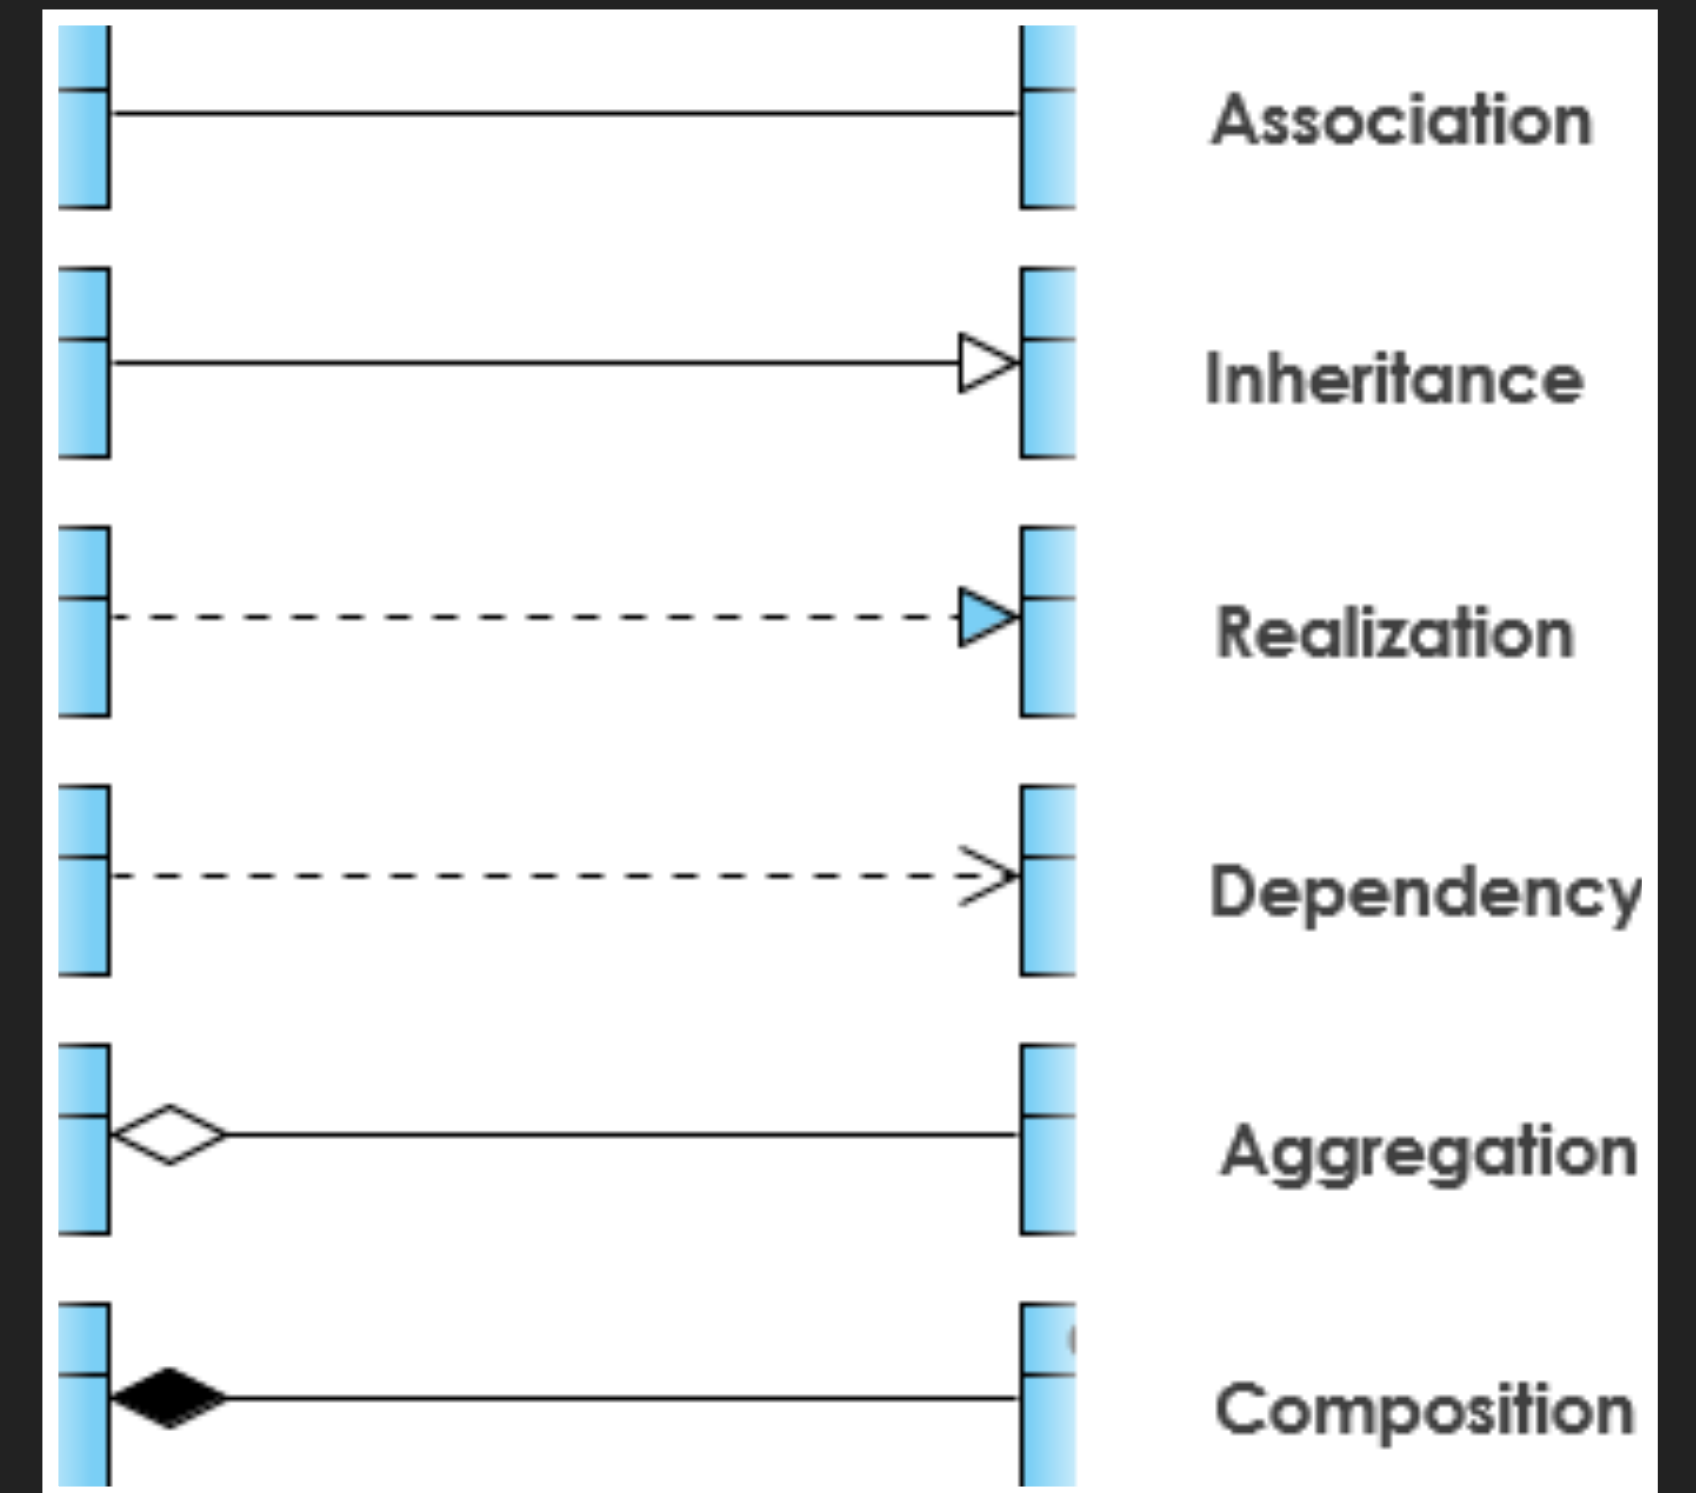 Association
Inheritance
Realization
Dependency
Aggregation
Composition